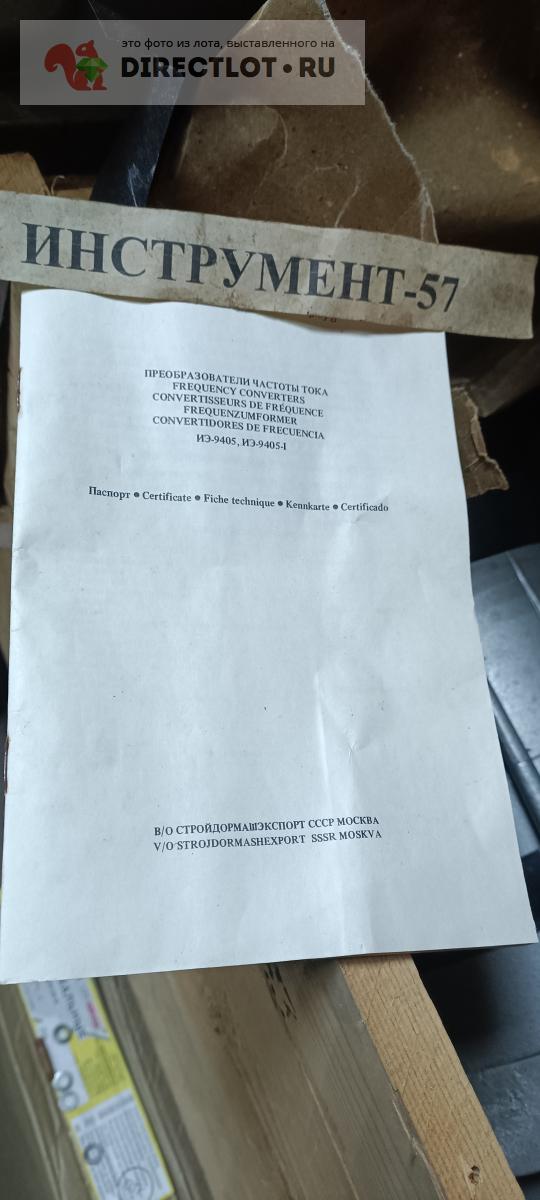 это фото из лота, выставленного на
DIRECTLOT•RU
ИНСТРУМЕНТ-57
ПРЕОБРАЗОВАТЕЛИ ЧАСТОТЫ ТОКА
FREQUENCY CONVERTERS
CONVERTISSEURS DE FRÉQUENCE
FREQUENZUMFORMER
CONVERTIDORES DE FRECUENCIA
ИЭ-9405, ИЭ-9405-I
Паспорт ● Certificate ● Fiche technique ● Kennkarte ● Certificado
В/О СТРОЙДОРМАШЭКСПОРТ СССР МОСКВА
V/O STROJDORMASHEXPORT SSSR MOSKVA